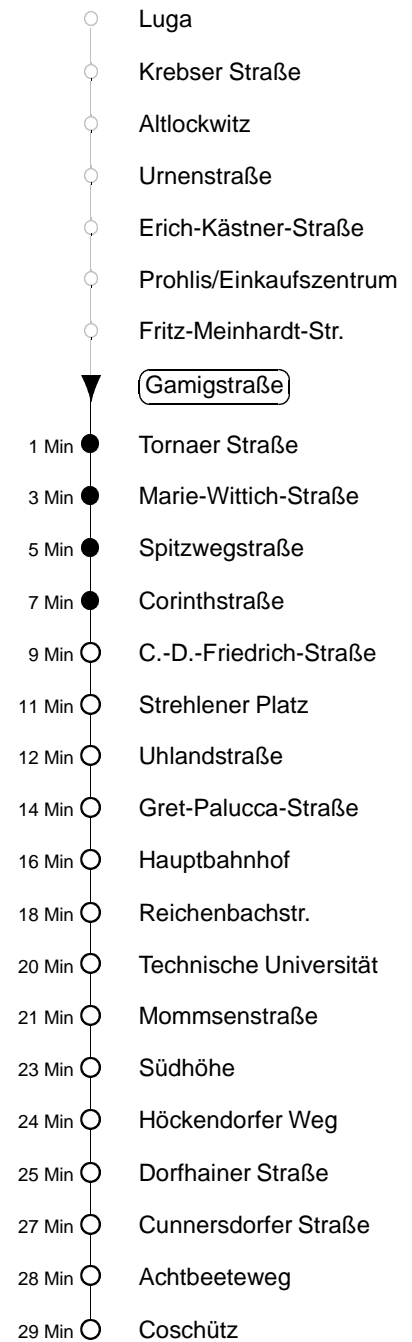 Luga
Krebser Straße
Altlockwitz
Urnenstraße
Erich-Kästner-Straße
Prohlis/Einkaufszentrum
Fritz-Meinhardt-Str.
Gamigstraße
1 Min Tornaer Straße
3 Min Marie-Wittich-Straße
5 Min Spitzwegstraße
7 Min Corinthstraße
9 Min C.-D.-Friedrich-Straße
11 Min Strehlener Platz
12 Min Uhlandstraße
14 Min Gret-Palucca-Straße
16 Min Hauptbahnhof
18 Min Reichenbachstr.
20 Min Technische Universität
21 Min Mommsenstraße
23 Min Südhöhe
24 Min Höckendorfer Weg
25 Min Dorfhainer Straße
27 Min Cunnersdorfer Straße
28 Min Achtbeeteweg
29 Min Coschütz